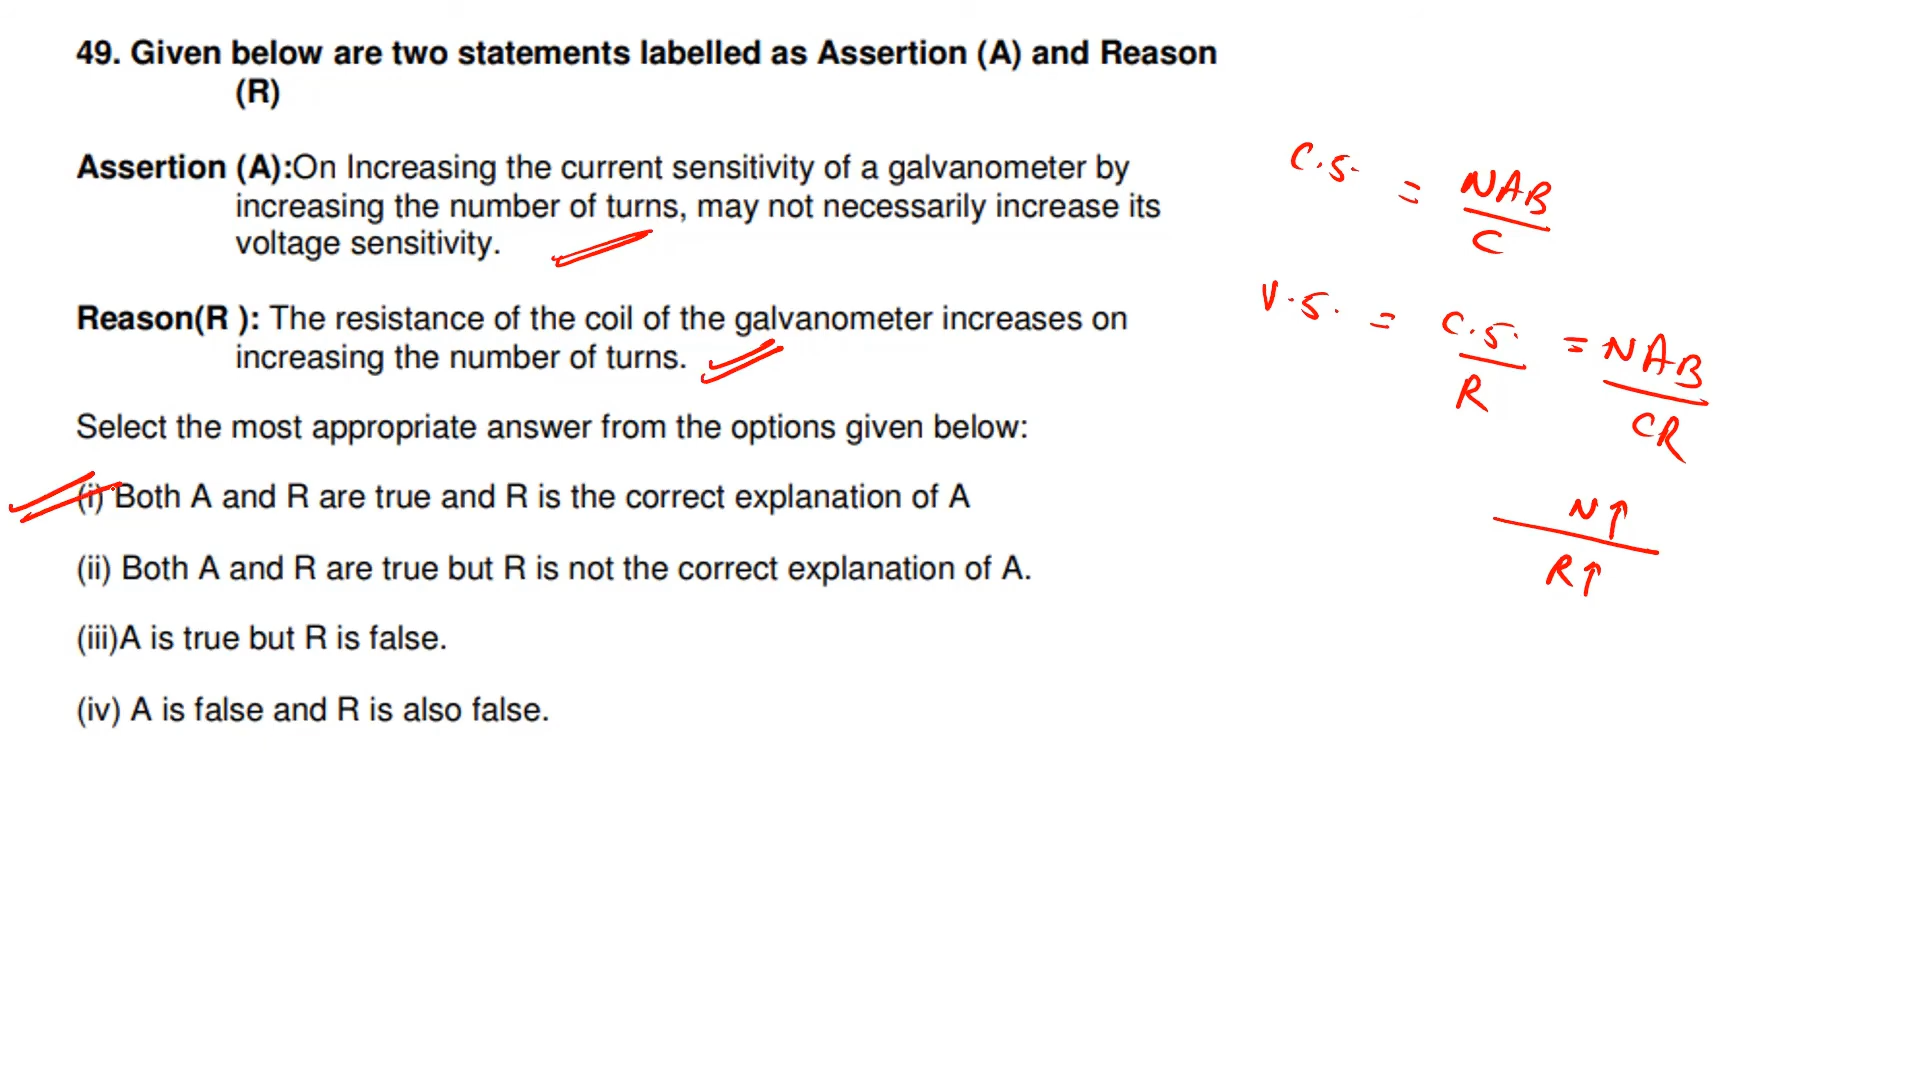 49. Given below are two statements labelled as Assertion (A) and Reason
(R)
Assertion (A):On Increasing the current sensitivity of a galvanometer by
increasing the number of turns, may not necessarily increase its
voltage sensitivity.
Reason(R ): The resistance of the coil of the galvanometer increases on
increasing the number of turns.
Select the most appropriate answer from the options given below:
(i) Both A and R are true and R is the correct explanation of A
(ii) Both A and R are true but R is not the correct explanation of A.
(iii)A is true but R is false.
(iv) A is false and R is also false.
C.S. = NAB
C
V.S. = C.S. = NAB
R CR
N↑
R↑